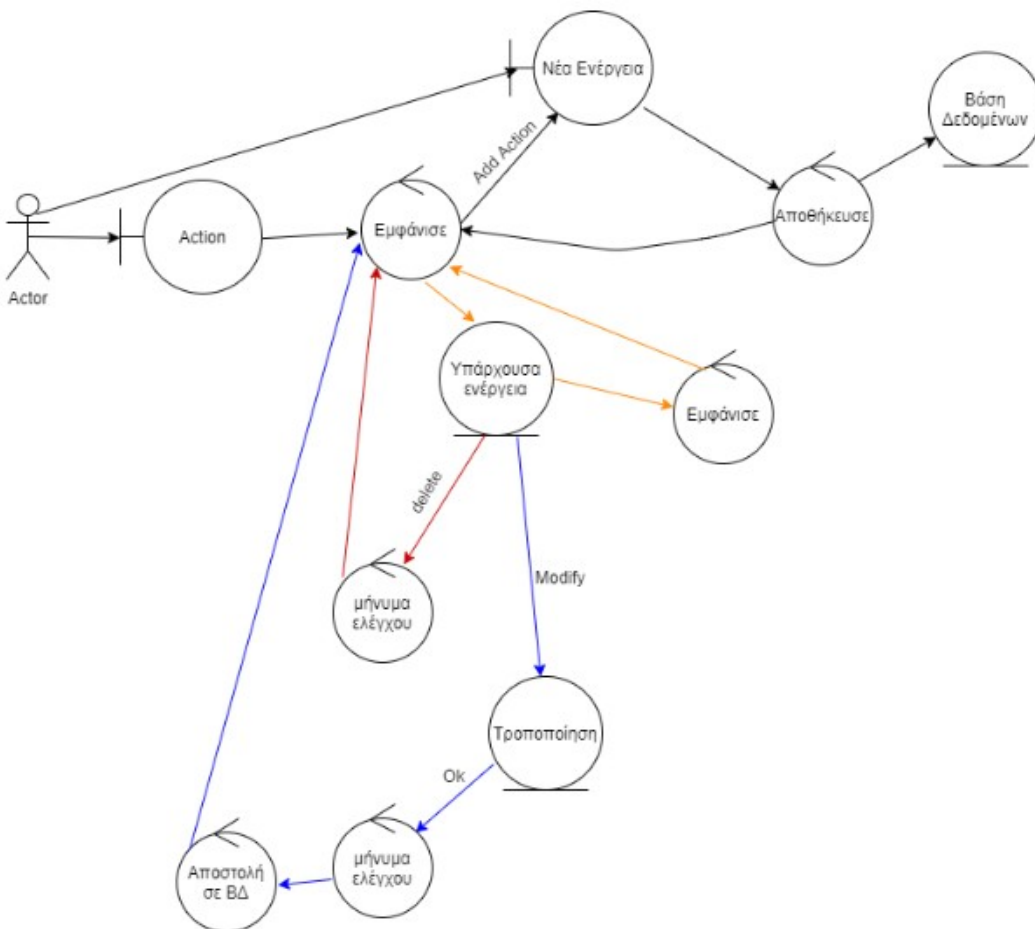 Νέα Ενέργεια
Βάση
Δεδομένων
Add Action
Αποθήκευσε
Action
Εμφάνισε
Actor
Υπάρχουσα
ενέργεια
Εμφάνισε
delete
μήνυμα
ελέγχου
Modify
Τροποποίηση
Ok
μήνυμα
ελέγχου
Αποστολή
σε ΒΔ